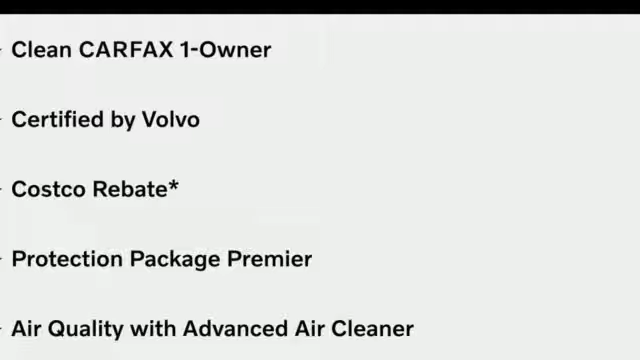 Clean CARFAX 1-Owner
Certified by Volvo
Costco Rebate*
Protection Package Premier
Air Quality with Advanced Air Cleaner